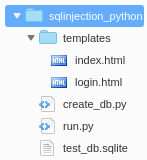 sqlinjection_python
templates
index.html
login.html
create_db.py
run.py
test_db.sqlite